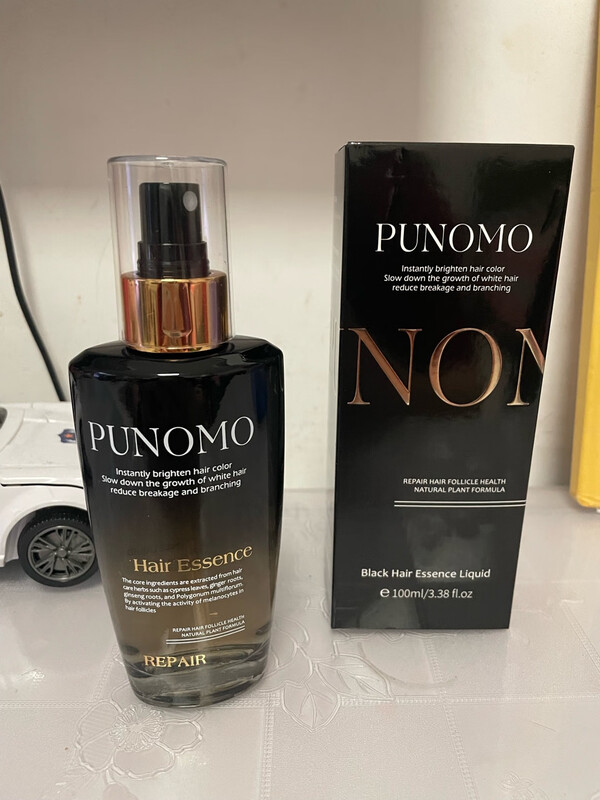 PUNOMO
Instantly brighten hair color
Slow down the growth of white hair
reduce breakage and branching
Hair Essence
The core ingredients are extracted from hair
care herbs such as cypress leaves, ginger roots,
ginseng roots, and Polygonum multiflorum.
By activating the activity of melanocytes in
hair follicles
REPAIR HAIR FOLLICLE HEALTH
NATURAL PLANT FORMULA
REPAIR
PUNOMO
Instantly brighten hair color
Slow down the growth of white hair
reduce breakage and branching
NON
REPAIR HAIR FOLLICLE HEALTH
NATURAL PLANT FORMULA
Black Hair Essence Liquid
℮ 100ml/3.38 fl.oz